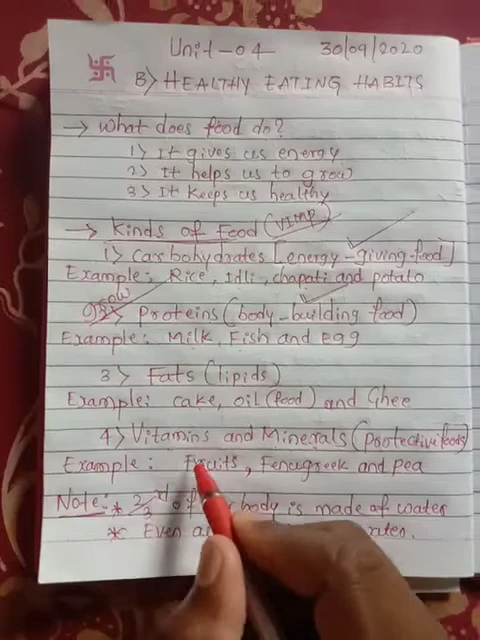 Unit-04 30/09/2020
B> HEALTHY EATING HABITS
→ What does food do?
1> It gives us energy
2> It helps us to grow
3> It keeps us healthy
→ Kinds of Food (VIMP)
1> Carbohydrates [energy-giving-food]
Example: Rice, Idli, chapati and potato
Grow
2> Proteins (body-building food)
Example: Milk, Fish and Egg
3> Fats (lipids)
Example: cake, oil (food) and Ghee
4> Vitamins and Minerals (Protective foods)
Example: Fruits, Fenugreek and pea
Note: * 2/3rd of body is made of water
* Even